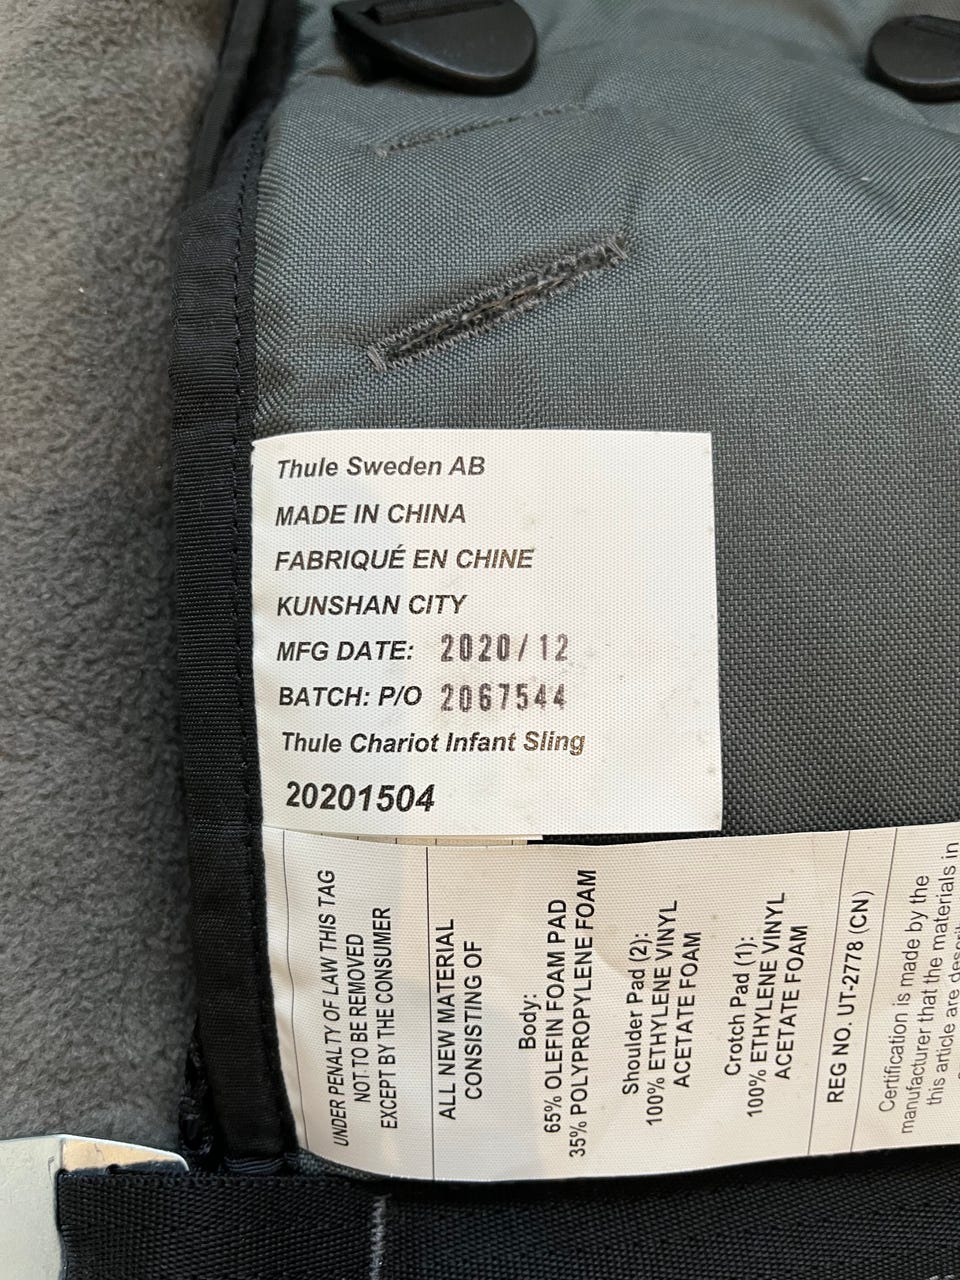 Thule Sweden AB
MADE IN CHINA
FABRIQUÉ EN CHINE
KUNSHAN CITY
MFG DATE: 2020/12
BATCH: P/O 2067544
Thule Chariot Infant Sling
20201504
UNDER PENALTY OF LAW THIS TAG
NOT TO BE REMOVED
EXCEPT BY THE CONSUMER
ALL NEW MATERIAL
CONSISTING OF
Body:
65% OLEFIN FOAM PAD
35% POLYPROPYLENE FOAM
Shoulder Pad (2):
100% ETHYLENE VINYL
ACETATE FOAM
Crotch Pad (1):
100% ETHYLENE VINYL
ACETATE FOAM
REG NO. UT-2778 (CN)
Certification is made by the
manufacturer that the materials in
this article are